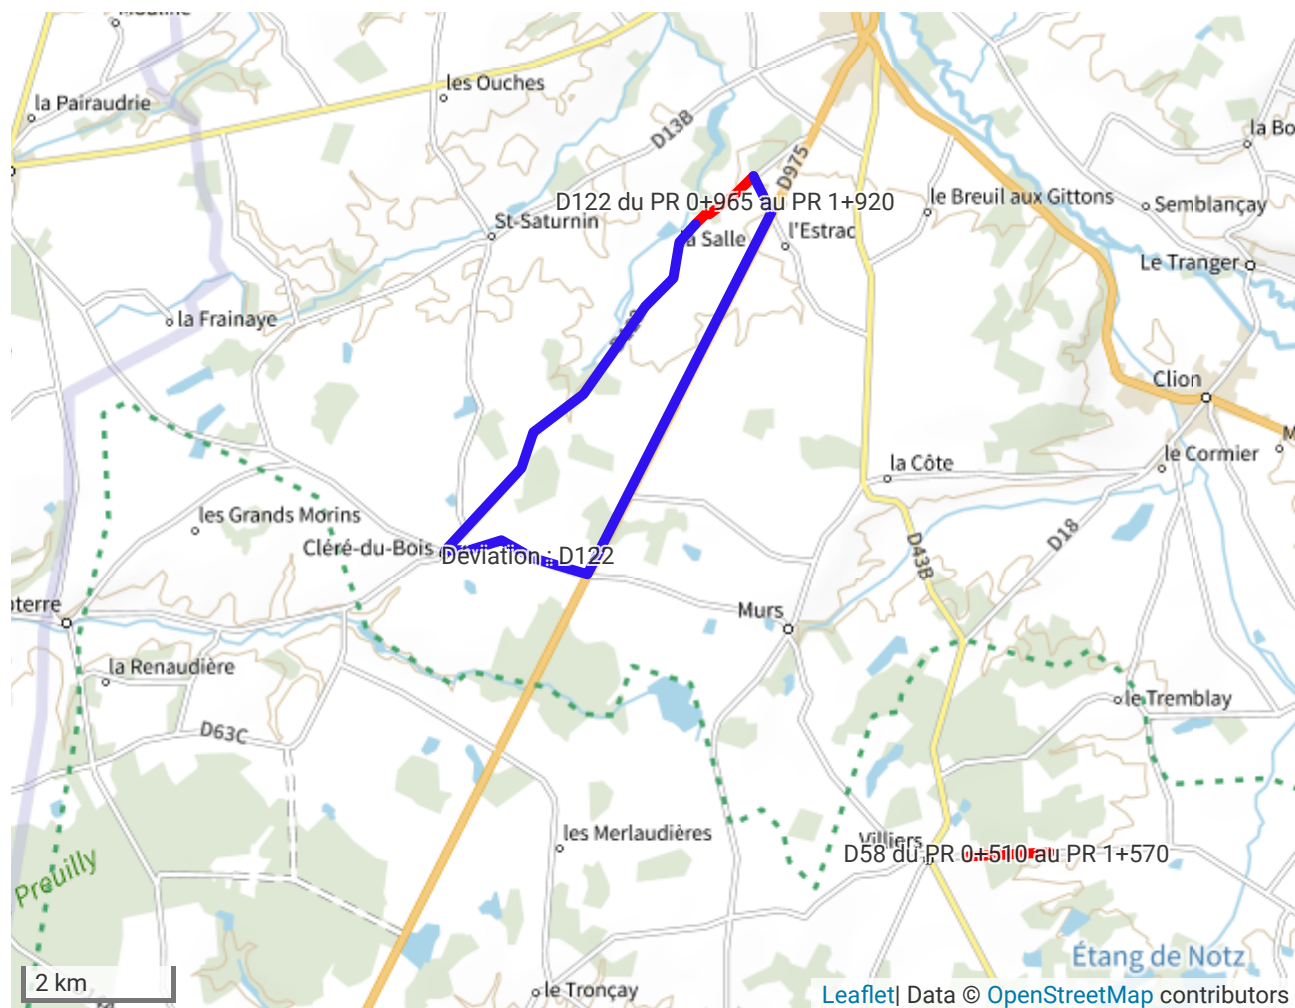 les Ouches
la Pairaudrie
D13B
D975
la Bo
D122 du PR 0+965 au PR 1+920
le Breuil aux Gittons
Semblançay
St-Saturnin
la Salle
l'Estrac
Le Tranger
la Frainaye
Clion
la Côte
le Cormier
les Grands Morins
Cléré-du-Bois
Déviation : D122
D43B
D18
oterre
Murs
la Renaudière
le Tremblay
D63C
les Merlaudières
Villiers
D58 du PR 0+510 au PR 1+570
Preuilly
Étang de Notz
2 km
le Tronçay
Leaflet | Data © OpenStreetMap contributors